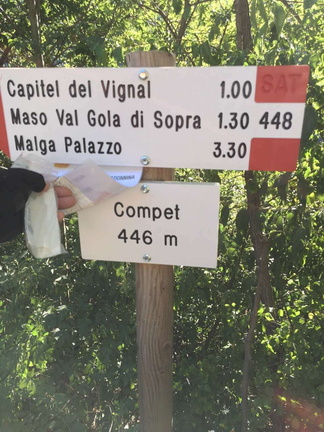 Capitel del Vignal 1.00 SAT
Maso Val Gola di Sopra 1.30 448
Malga Palazzo 3.30
Compet
446 m